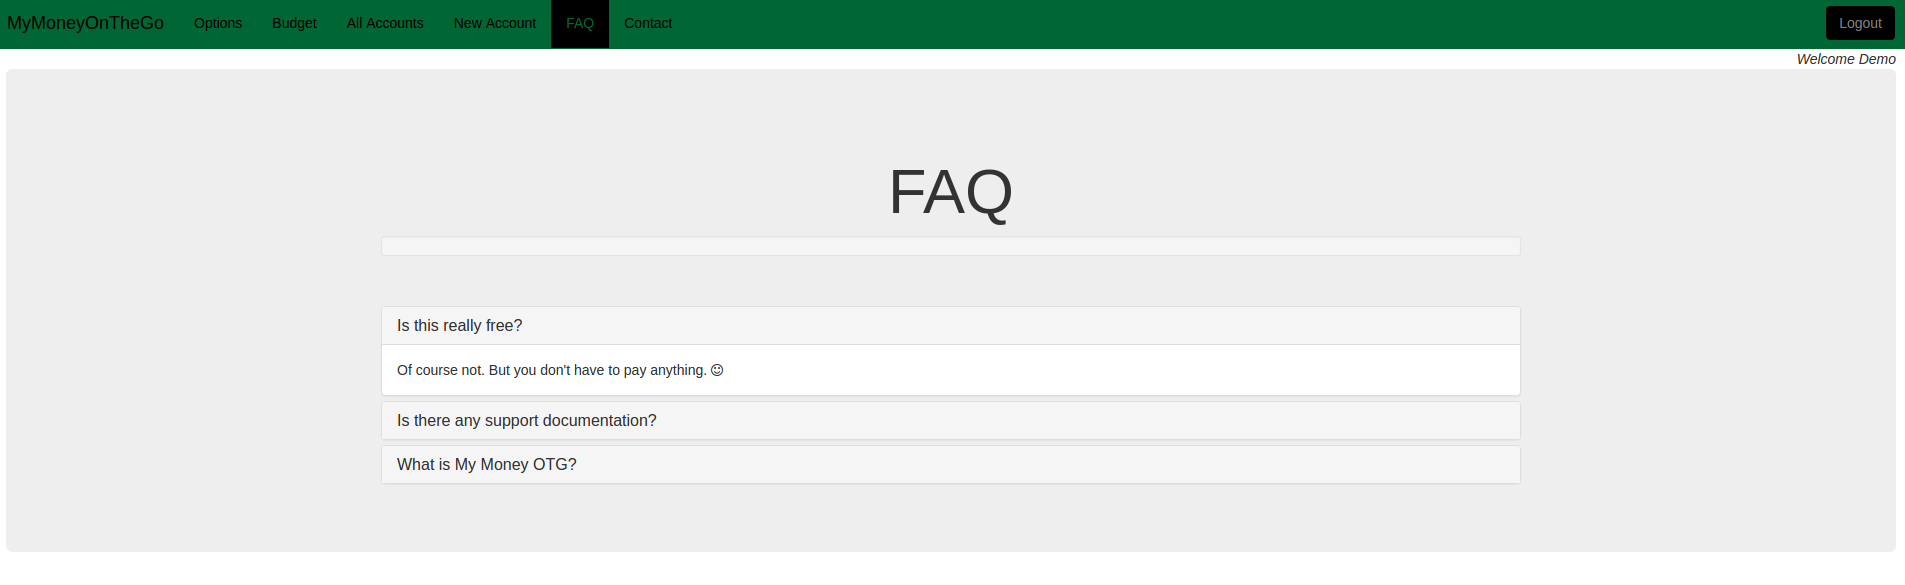 MyMoneyOnTheGo Options Budget All Accounts New Account FAQ Contact Logout
Welcome Demo
FAQ
Is this really free?
Of course not. But you don't have to pay anything. ☺
Is there any support documentation?
What is My Money OTG?